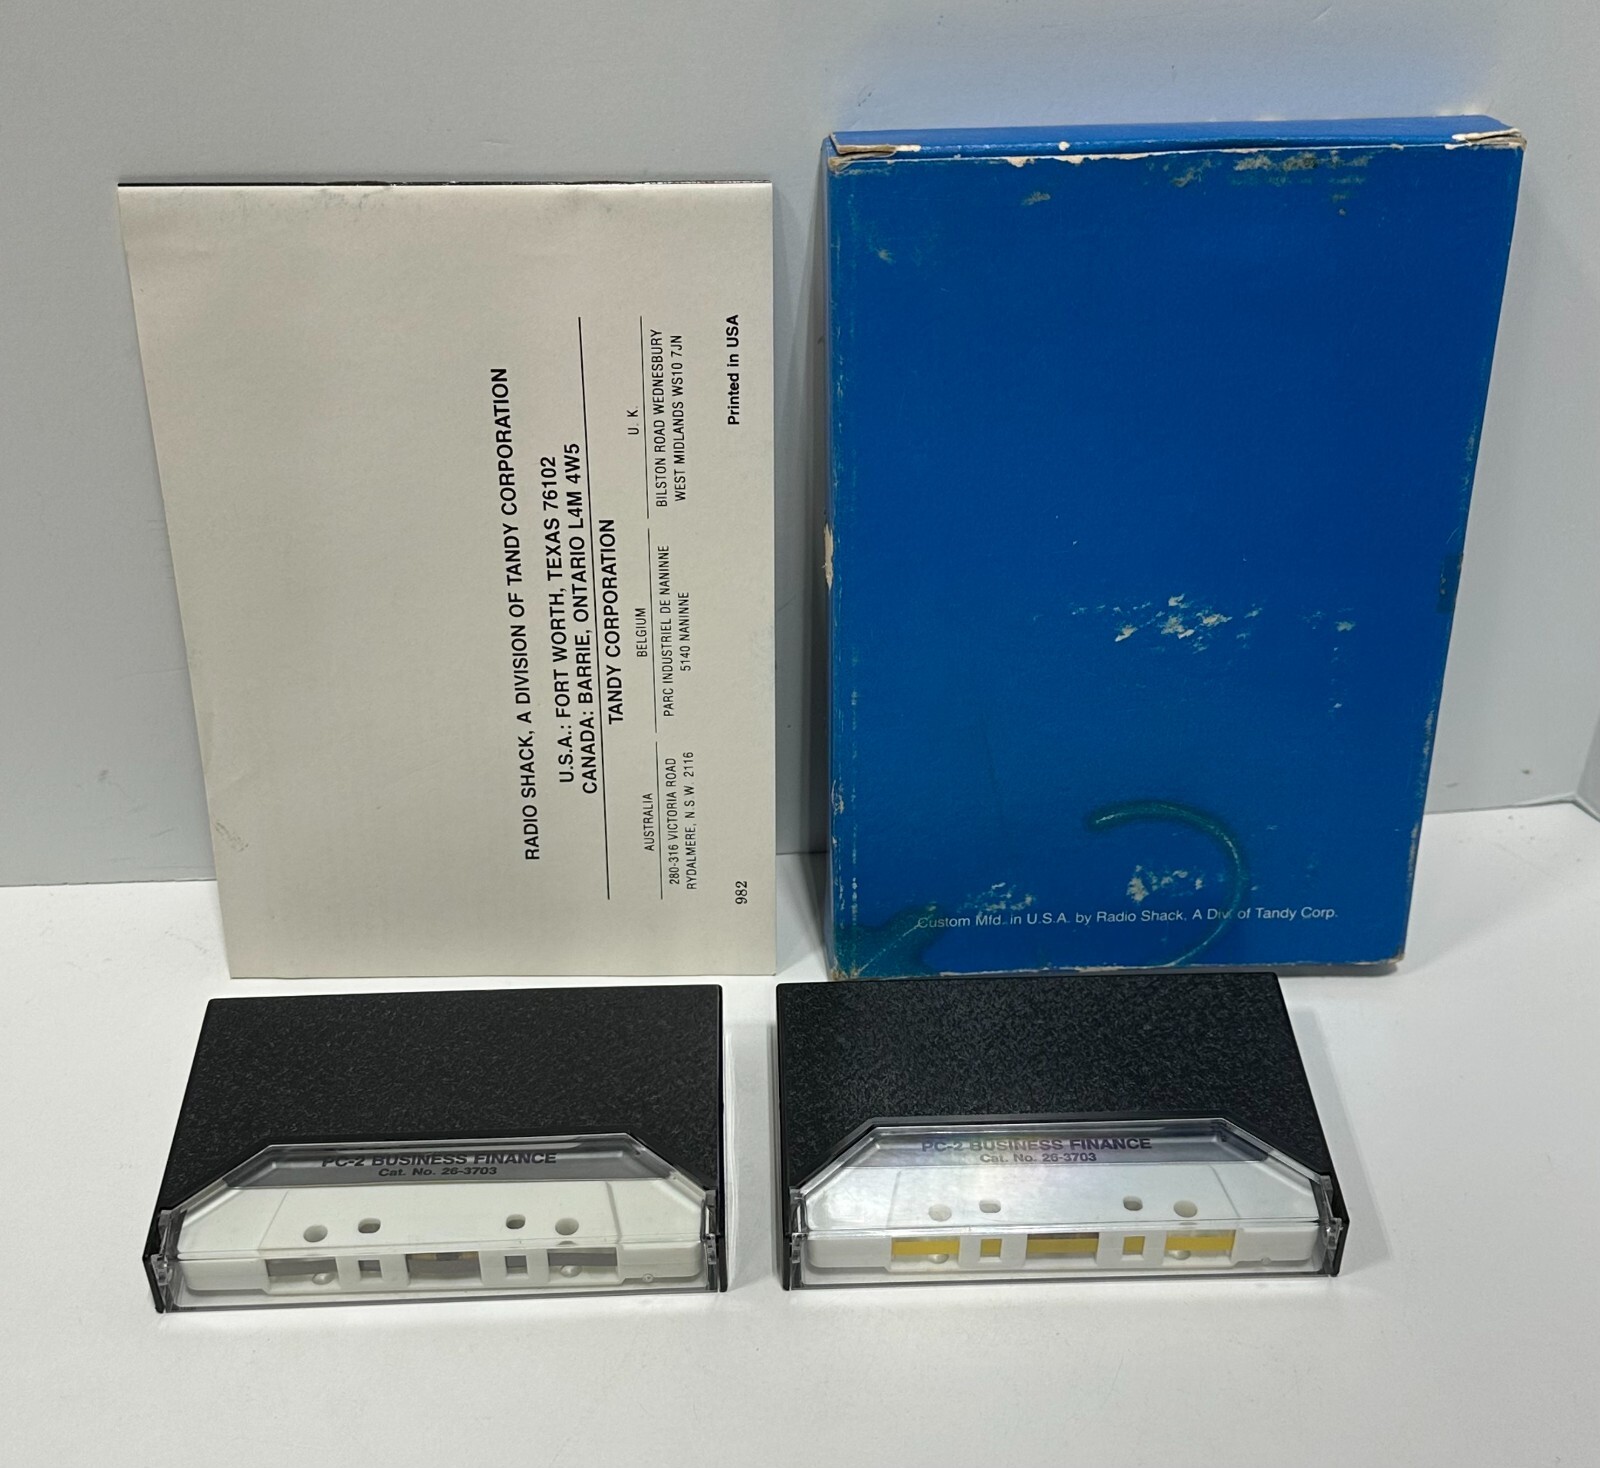 RADIO SHACK, A DIVISION OF TANDY CORPORATION
U.S.A.: FORT WORTH, TEXAS 76102
CANADA: BARRIE, ONTARIO L4M 4W5
TANDY CORPORATION
AUSTRALIA
280-316 VICTORIA ROAD
RYDALMERE, N.S.W. 2116
BELGIUM
PARC INDUSTRIEL DE NANINNE
5140 NANINNE
U. K.
BILSTON ROAD WEDNESBURY
WEST MIDLANDS WS10 7JN
982
Printed in USA
Custom Mfd. in U.S.A. by Radio Shack, A Div. of Tandy Corp.
PC-2 BUSINESS FINANCE
Cat. No. 26-3703
PC-2 BUSINESS FINANCE
Cat. No. 26-3703